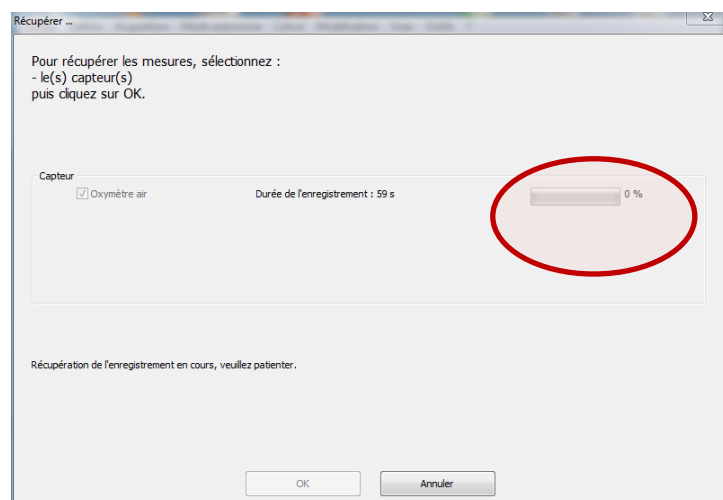 Récupérer ...
Pour récupérer les mesures, sélectionnez :
- le(s) capteur(s)
puis cliquez sur OK.
Capteur
Oxymètre air Durée de l'enregistrement : 59 s 0 %
Récupération de l'enregistrement en cours, veuillez patienter.
OK Annuler